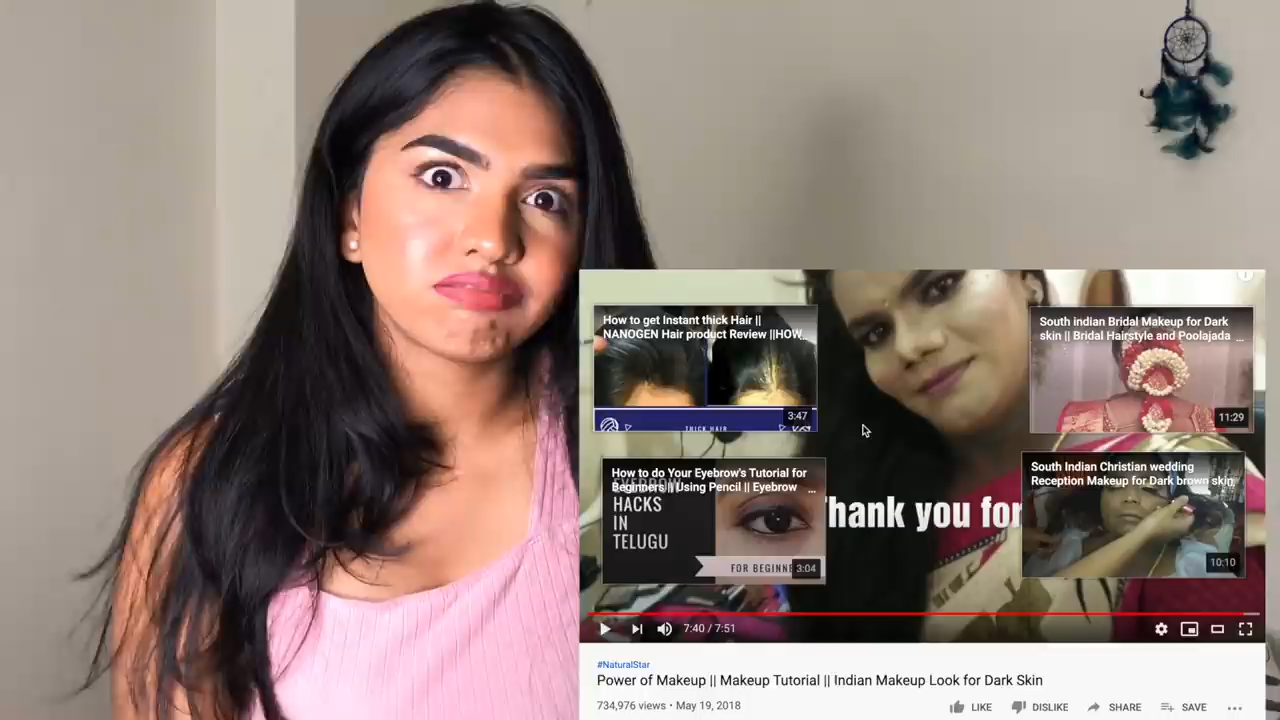 How to get Instant thick Hair ||
NANOGEN Hair product Review ||HOW..
THICK HAIR
3:47
South indian Bridal Makeup for Dark
skin || Bridal Hairstyle and Poolajada ...
11:29
How to do Your Eyebrow's Tutorial for
Beginners|| Using Pencil || Eyebrow ...
EYEBROW
HACKS
IN
TELUGU
FOR BEGINNE
3:04
South Indian Christian wedding
Reception Makeup for Dark brown skin
10:10
Thank you for
7:40 / 7:51
#NaturalStar
Power of Makeup || Makeup Tutorial || Indian Makeup Look for Dark Skin
734,976 views • May 19, 2018
LIKE
DISLIKE
SHARE
SAVE
...